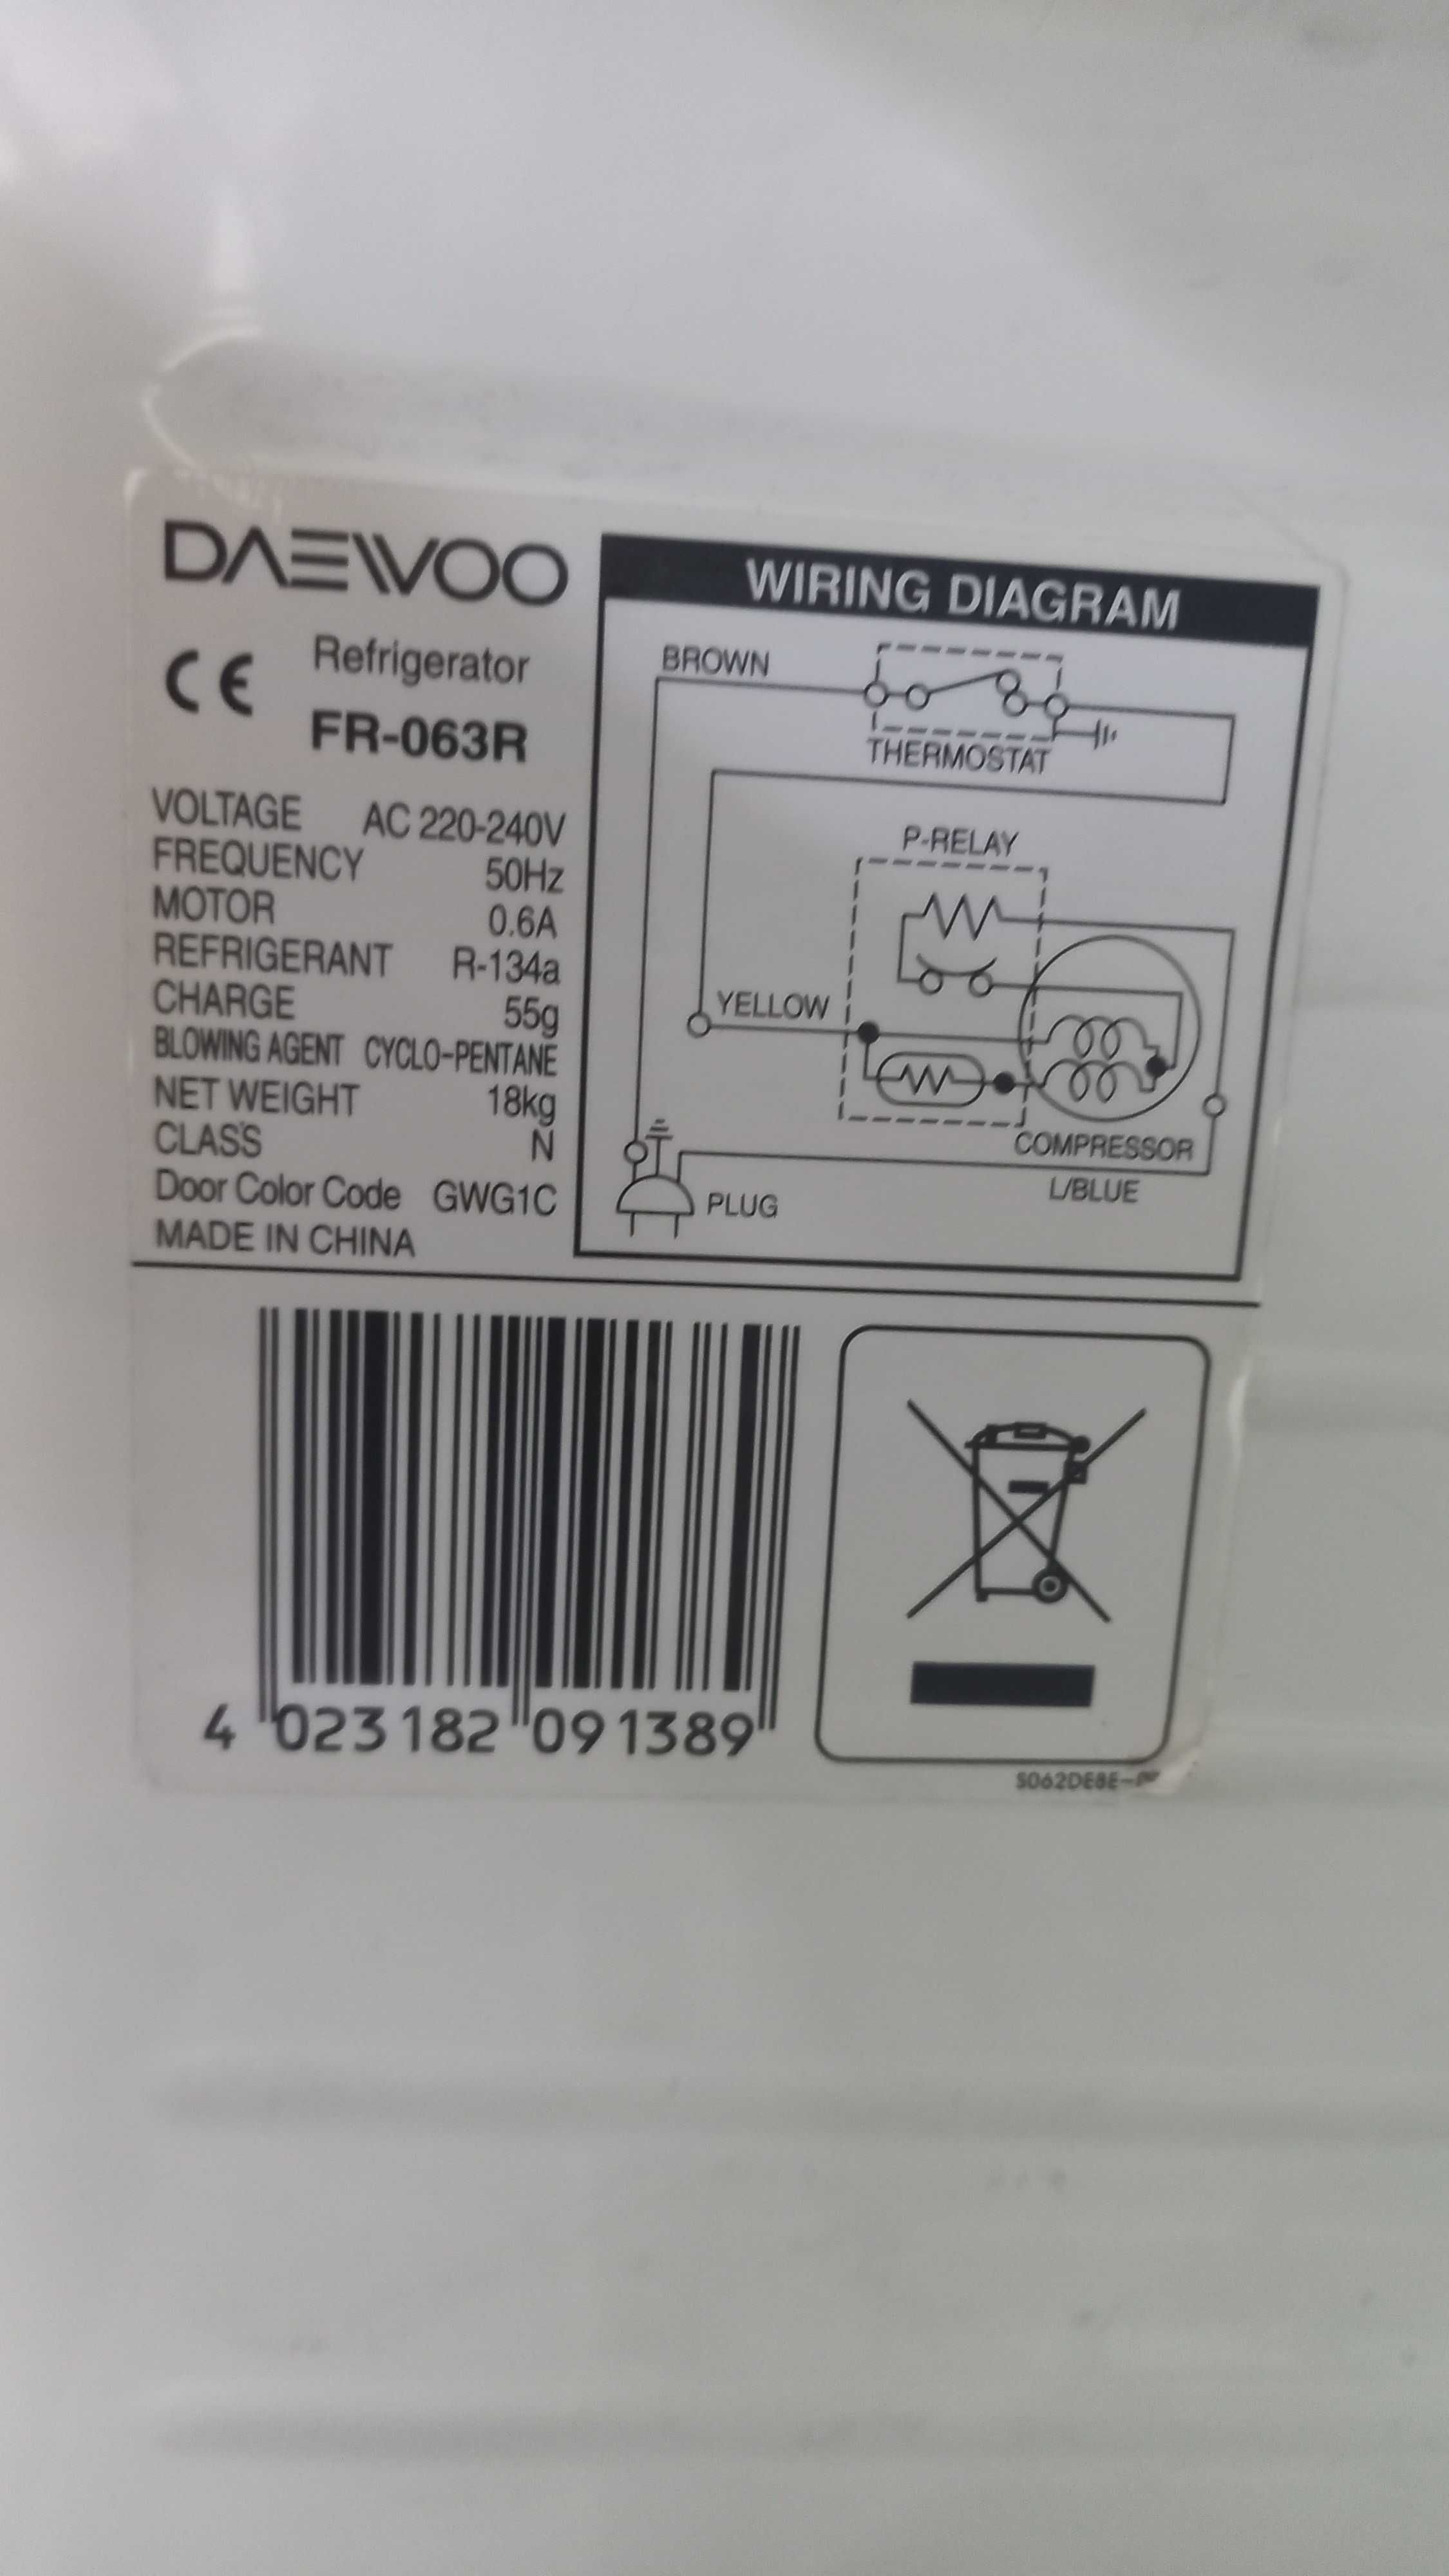 DAEWOO
CE Refrigerator
FR-063R
VOLTAGE AC 220-240V
FREQUENCY 50Hz
MOTOR 0.6A
REFRIGERANT R-134a
CHARGE 55g
BLOWING AGENT CYCLO-PENTANE
NET WEIGHT 18kg
CLASS N
Door Color Code GWG1C
MADE IN CHINA
WIRING DIAGRAM
BROWN
THERMOSTAT
P-RELAY
YELLOW
COMPRESSOR
L/BLUE
PLUG
4 023182 091389